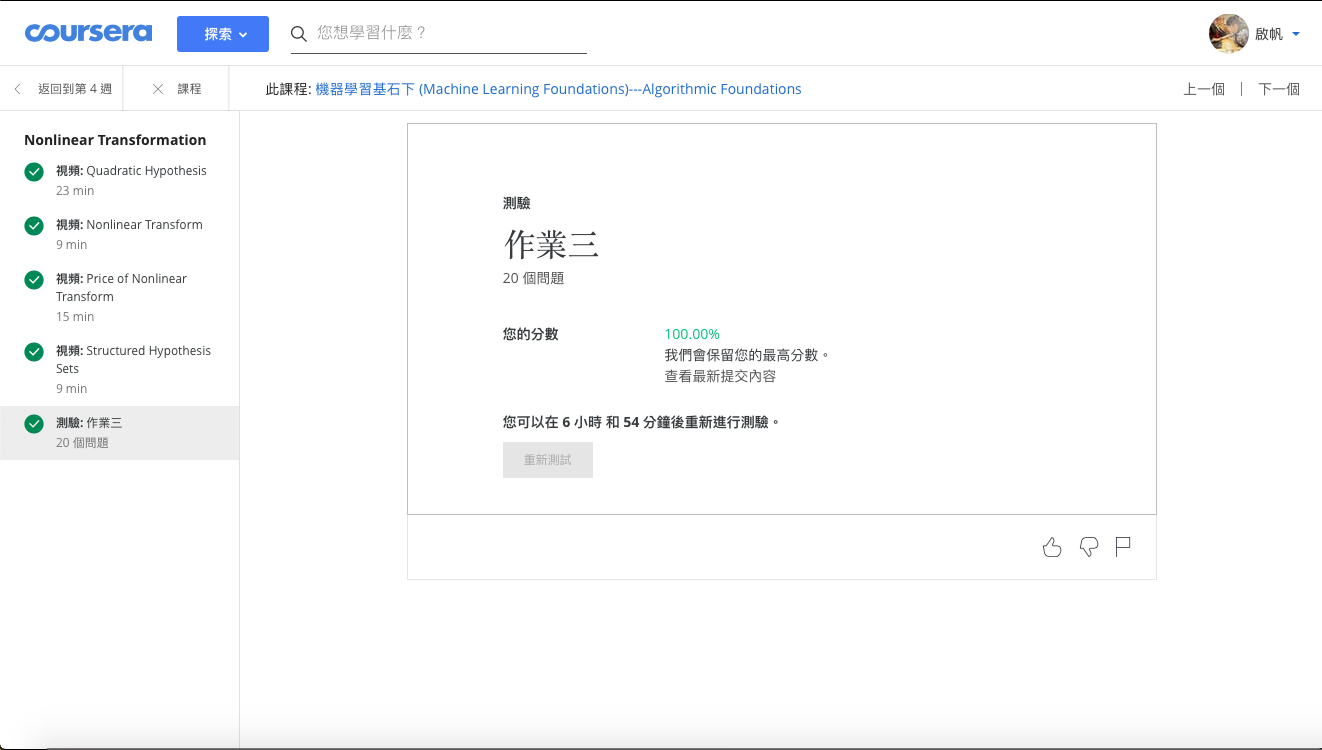 coursera
探索
您想學習什麼？
啟帆
返回到第 4 週
課程
此課程: 機器學習基石下 (Machine Learning Foundations)---Algorithmic Foundations
上一個 | 下一個
Nonlinear Transformation
視頻: Quadratic Hypothesis
23 min
視頻: Nonlinear Transform
9 min
視頻: Price of Nonlinear
Transform
15 min
視頻: Structured Hypothesis
Sets
9 min
測驗: 作業三
20 個問題
測驗
作業三
20 個問題
您的分數
100.00%
我們會保留您的最高分數。
查看最新提交內容
您可以在 6 小時 和 54 分鐘後重新進行測驗。
重新測試